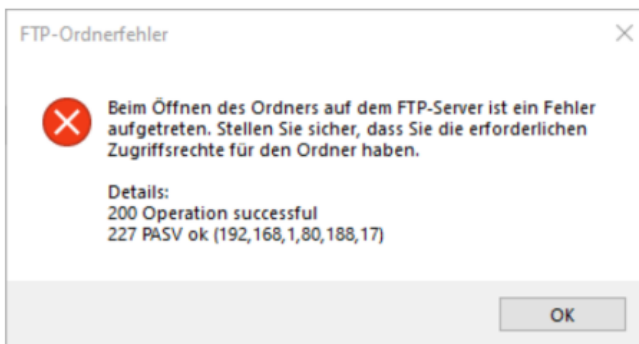 FTP-Ordnerfehler
Beim Öffnen des Ordners auf dem FTP-Server ist ein Fehler
aufgetreten. Stellen Sie sicher, dass Sie die erforderlichen
Zugriffsrechte für den Ordner haben.
Details:
200 Operation successful
227 PASV ok (192,168,1,80,188,17)
OK